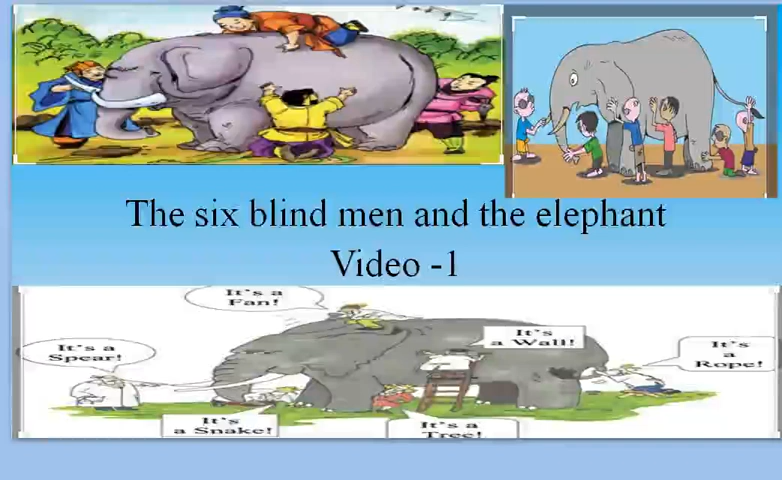 The six blind men and the elephant
Video -1
It's a
Fan!
It's a
Spear!
It's
a Wall!
It's
a
Rope!
It's
a Snake!
It's a
Tree!